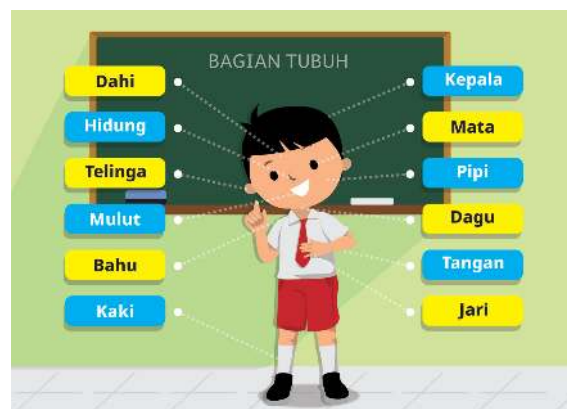 BAGIAN TUBUH
Dahi
Hidung
Telinga
Mulut
Bahu
Kaki
Kepala
Mata
Pipi
Dagu
Tangan
Jari